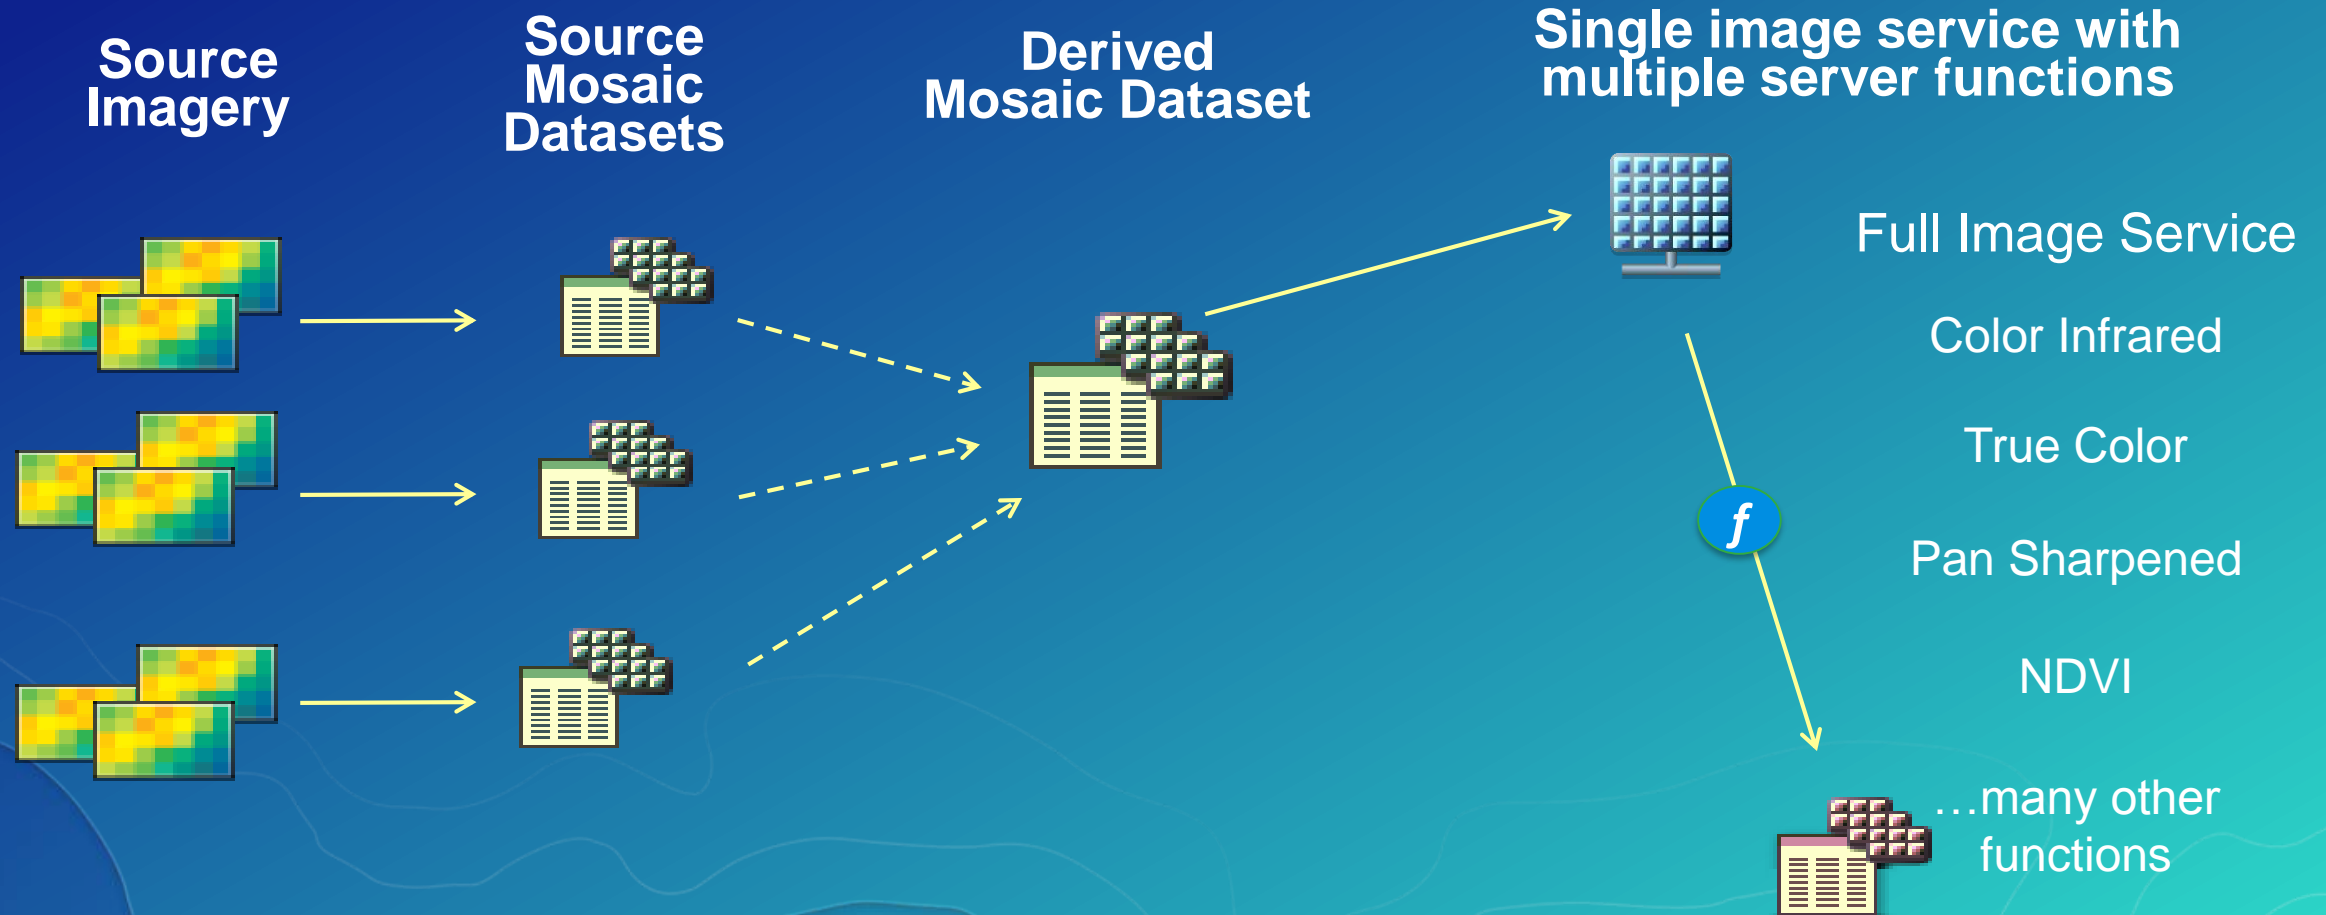 Source
Imagery
Source
Mosaic
Datasets
Derived
Mosaic Dataset
Single image service with
multiple server functions
Full Image Service
Color Infrared
True Color
f
Pan Sharpened
NDVI
…many other
functions